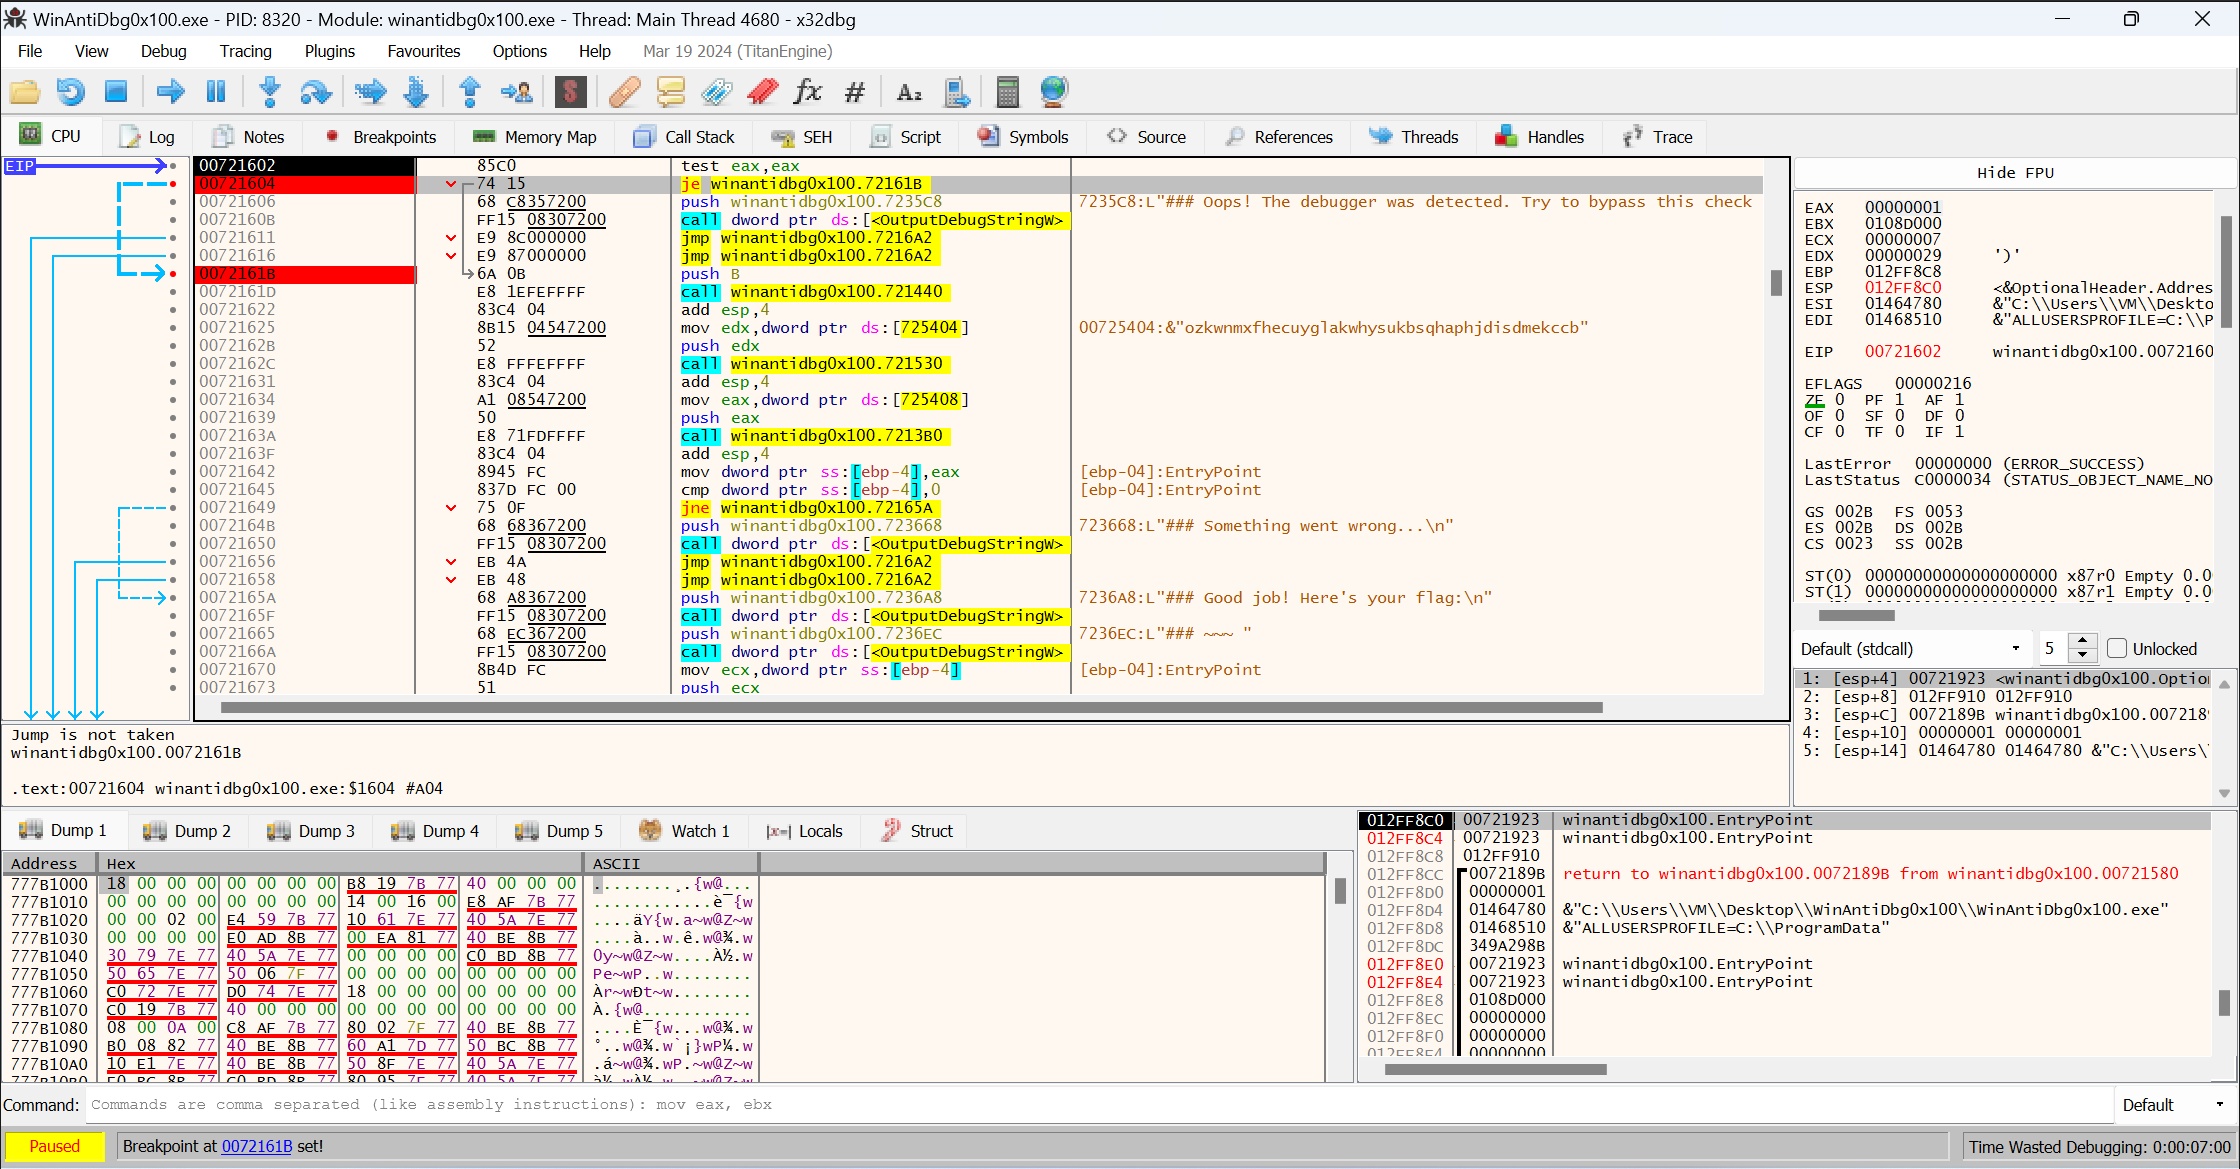 WinAntiDbg0x100.exe - PID: 8320 - Module: winantidbg0x100.exe - Thread: Main Thread 4680 - x32dbg
File View Debug Tracing Plugins Favourites Options Help Mar 19 2024 (TitanEngine)
CPU Log Notes Breakpoints Memory Map Call Stack SEH Script Symbols Source References Threads Handles Trace
EIP 00721602 85C0 test eax,eax
00721604 74 15 je winantidbg0x100.72161B
00721606 68 C8357200 push winantidbg0x100.7235C8 7235C8:L"### Oops! The debugger was detected. Try to bypass this check
0072160B FF15 08307200 call dword ptr ds:[<OutputDebugStringW>
00721611 E9 8C000000 jmp winantidbg0x100.7216A2
00721616 E9 87000000 jmp winantidbg0x100.7216A2
0072161B 6A 0B push B
0072161D E8 1EFEFFFF call winantidbg0x100.721440
00721622 83C4 04 add esp,4
00721625 8B15 04547200 mov edx,dword ptr ds:[725404] 00725404:&"ozkwnmxfhecuyglakwhysukbsqhaphjdisdmekccb"
0072162B 52 push edx
0072162C E8 FFFEFFFF call winantidbg0x100.721530
00721631 83C4 04 add esp,4
00721634 A1 08547200 mov eax,dword ptr ds:[725408]
00721639 50 push eax
0072163A E8 71FDFFFF call winantidbg0x100.7213B0
0072163F 83C4 04 add esp,4
00721642 8945 FC mov dword ptr ss:[ebp-4],eax [ebp-04]:EntryPoint
00721645 837D FC 00 cmp dword ptr ss:[ebp-4],0 [ebp-04]:EntryPoint
00721649 75 0F jne winantidbg0x100.72165A
0072164B 68 68367200 push winantidbg0x100.723668 723668:L"### Something went wrong...\n"
00721650 FF15 08307200 call dword ptr ds:[<OutputDebugStringW>
00721656 EB 4A jmp winantidbg0x100.7216A2
00721658 EB 48 jmp winantidbg0x100.7216A2
0072165A 68 A8367200 push winantidbg0x100.7236A8 7236A8:L"### Good job! Here's your flag:\n"
0072165F FF15 08307200 call dword ptr ds:[<OutputDebugStringW>
00721665 68 EC367200 push winantidbg0x100.7236EC 7236EC:L"### ~~~ "
0072166A FF15 08307200 call dword ptr ds:[<OutputDebugStringW>
00721670 8B4D FC mov ecx,dword ptr ss:[ebp-4] [ebp-04]:EntryPoint
00721673 51 push ecx
Hide FPU
EAX 00000001
EBX 0108D000
ECX 00000007
EDX 00000029 ')'
EBP 012FF8C8
ESP 012FF8C0 <&OptionalHeader.Addres
ESI 01464780 &"C:\\Users\\VM\\Deskto
EDI 01468510 &"ALLUSERSPROFILE=C:\\P
EIP 00721602 winantidbg0x100.0072160
EFLAGS 00000216
ZF 0 PF 1 AF 1
OF 0 SF 0 DF 0
CF 0 TF 0 IF 1
LastError 00000000 (ERROR_SUCCESS)
LastStatus C0000034 (STATUS_OBJECT_NAME_NO
GS 002B FS 0053
ES 002B DS 002B
CS 0023 SS 002B
ST(0) 00000000000000000000 x87r0 Empty 0.0
ST(1) 00000000000000000000 x87r1 Empty 0.0
Default (stdcall) 5 Unlocked
1: [esp+4] 00721923 <winantidbg0x100.Option
2: [esp+8] 012FF910 012FF910
3: [esp+C] 0072189B winantidbg0x100.0072189
4: [esp+10] 00000001 00000001
5: [esp+14] 01464780 01464780 &"C:\\Users\
Jump is not taken
winantidbg0x100.0072161B
.text:00721604 winantidbg0x100.exe:$1604 #A04
Dump 1 Dump 2 Dump 3 Dump 4 Dump 5 Watch 1 Locals Struct
Address Hex ASCII
777B1000 18 00 00 00 00 00 00 00 B8 19 7B 77 40 00 00 00 ........¸.{w@...
777B1010 00 00 00 00 00 00 00 00 14 00 16 00 E8 AF 7B 77 ............è¯{w
777B1020 00 00 02 00 E4 59 7B 77 10 61 7E 77 40 5A 7E 77 ....äY{w.a~w@Z~w
777B1030 00 00 00 00 E0 AD 8B 77 00 EA 81 77 40 BE 8B 77 ....à..w.ê.w@¾.w
777B1040 30 79 7E 77 40 5A 7E 77 00 00 00 00 C0 BD 8B 77 0y~w@Z~w....À½.w
777B1050 50 65 7E 77 50 06 7F 77 00 00 00 00 00 00 00 00 Pe~wP..w........
777B1060 C0 72 7E 77 D0 74 7E 77 18 00 00 00 00 00 00 00 Àr~wÐt~w........
777B1070 C0 19 7B 77 40 00 00 00 00 00 00 00 00 00 00 00 À.{w@...........
777B1080 08 00 0A 00 C8 AF 7B 77 80 02 7F 77 40 BE 8B 77 ....È¯{w...w@¾.w
777B1090 B0 08 82 77 40 BE 8B 77 60 A1 7D 77 50 BC 8B 77 °..w@¾.w`¡}wP¼.w
777B10A0 10 E1 7E 77 40 BE 8B 77 50 8F 7E 77 40 5A 7E 77 .á~w@¾.wP.~w@Z~w
012FF8C0 00721923 winantidbg0x100.EntryPoint
012FF8C4 00721923 winantidbg0x100.EntryPoint
012FF8C8 012FF910
012FF8CC 0072189B return to winantidbg0x100.0072189B from winantidbg0x100.00721580
012FF8D0 00000001
012FF8D4 01464780 &"C:\\Users\\VM\\Desktop\\WinAntiDbg0x100\\WinAntiDbg0x100.exe"
012FF8D8 01468510 &"ALLUSERSPROFILE=C:\\ProgramData"
012FF8DC 349A298B
012FF8E0 00721923 winantidbg0x100.EntryPoint
012FF8E4 00721923 winantidbg0x100.EntryPoint
012FF8E8 0108D000
012FF8EC 00000000
012FF8F0 00000000
012FF8F4 00000000
Command: Commands are comma separated (like assembly instructions): mov eax, ebx Default
Paused Breakpoint at 0072161B set! Time Wasted Debugging: 0:00:07:00